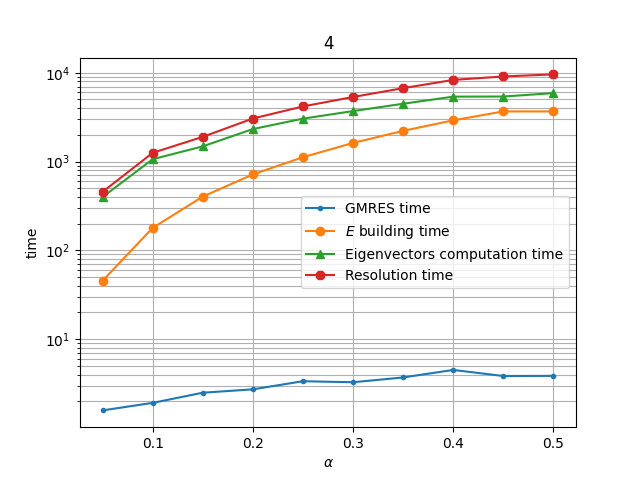 4
time
10⁴
10³
10²
10¹
GMRES time
E building time
Eigenvectors computation time
Resolution time
0.1 0.2 0.3 0.4 0.5
α